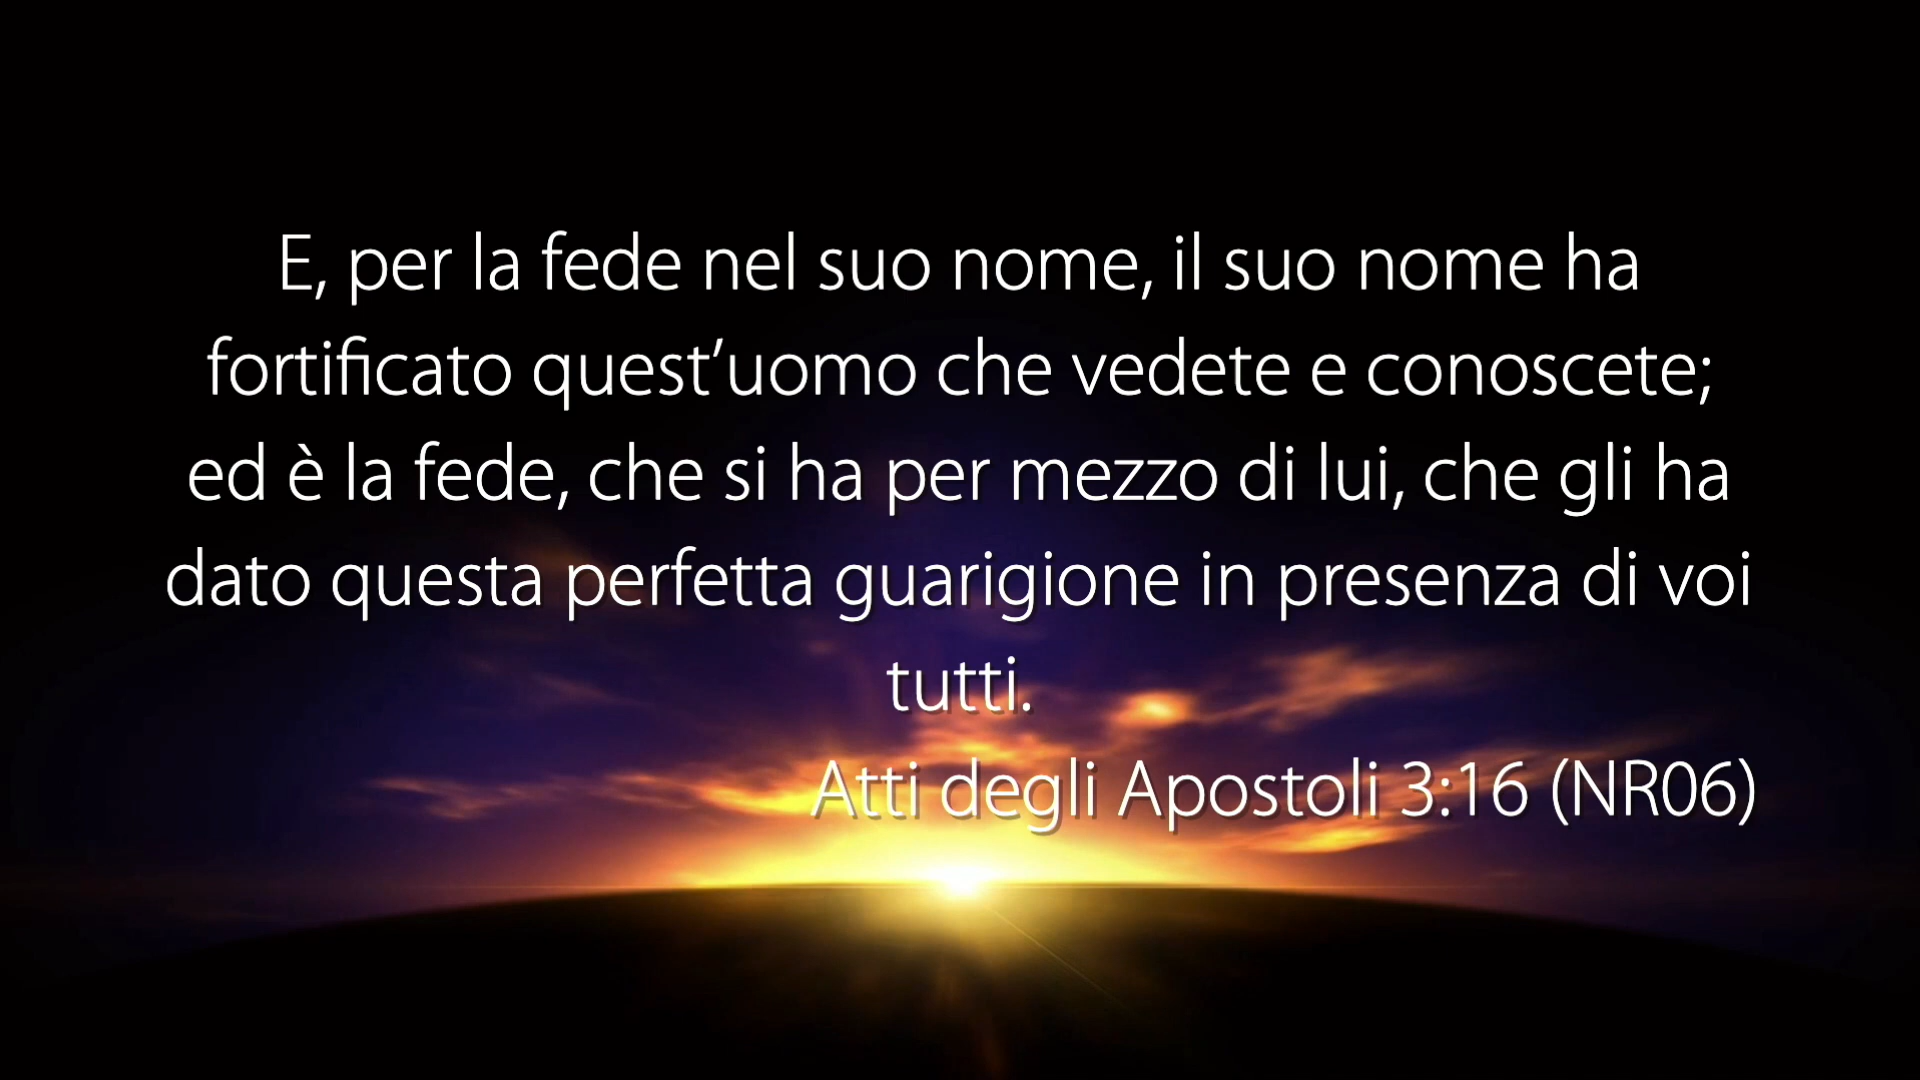 E, per la fede nel suo nome, il suo nome ha
fortificato quest’uomo che vedete e conoscete;
ed è la fede, che si ha per mezzo di lui, che gli ha
dato questa perfetta guarigione in presenza di voi
tutti.
Atti degli Apostoli 3:16 (NR06)